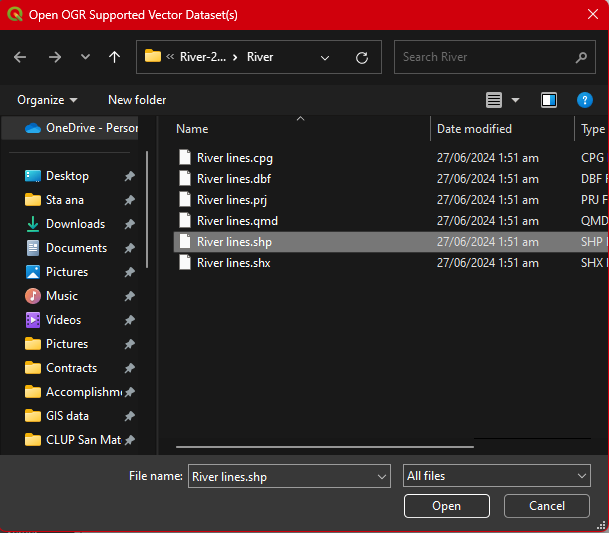 Open OGR Supported Vector Dataset(s)
River-2... River
Search River
Organize New folder
Name Date modified Type
OneDrive - Person
Desktop
Sta ana
Downloads
Documents
Pictures
Music
Videos
Pictures
Contracts
Accomplishme
GIS data
CLUP San Mat
River lines.cpg 27/06/2024 1:51 am CPG
River lines.dbf 27/06/2024 1:51 am DBF F
River lines.prj 27/06/2024 1:51 am PRJ F
River lines.qmd 27/06/2024 1:51 am QMD
River lines.shp 27/06/2024 1:51 am SHP
River lines.shx 27/06/2024 1:51 am SHX
File name: River lines.shp All files
Open Cancel